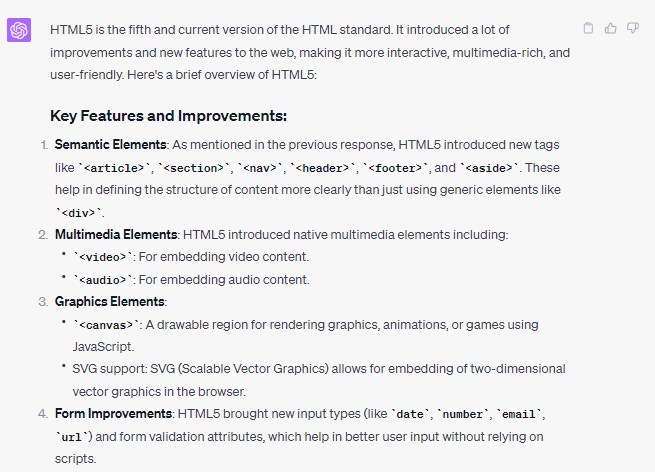 HTML5 is the fifth and current version of the HTML standard. It introduced a lot of
improvements and new features to the web, making it more interactive, multimedia-rich, and
user-friendly. Here's a brief overview of HTML5:
Key Features and Improvements:
1. Semantic Elements: As mentioned in the previous response, HTML5 introduced new tags
like `<article>`, `<section>`, `<nav>`, `<header>`, `<footer>`, and `<aside>`. These
help in defining the structure of content more clearly than just using generic elements like
`<div>`.
2. Multimedia Elements: HTML5 introduced native multimedia elements including:
• `<video>`: For embedding video content.
• `<audio>`: For embedding audio content.
3. Graphics Elements:
• `<canvas>`: A drawable region for rendering graphics, animations, or games using
JavaScript.
• SVG support: SVG (Scalable Vector Graphics) allows for embedding of two-dimensional
vector graphics in the browser.
4. Form Improvements: HTML5 brought new input types (like `date`, `number`, `email`,
`url`) and form validation attributes, which help in better user input without relying on
scripts.